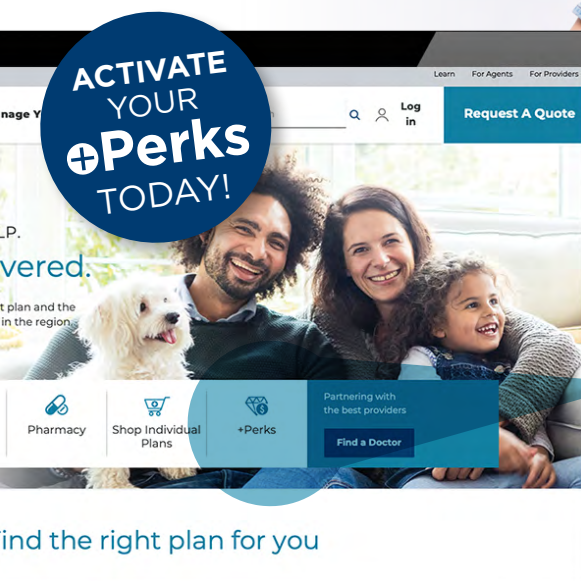 ACTIVATE
YOUR
+Perks
TODAY!
Learn For Agents For Providers
nage Y
Log
in
Request A Quote
LP.
vered.
t plan and the
in the region
Pharmacy
Shop Individual
Plans
+Perks
Partnering with
the best providers
Find a Doctor
ind the right plan for you